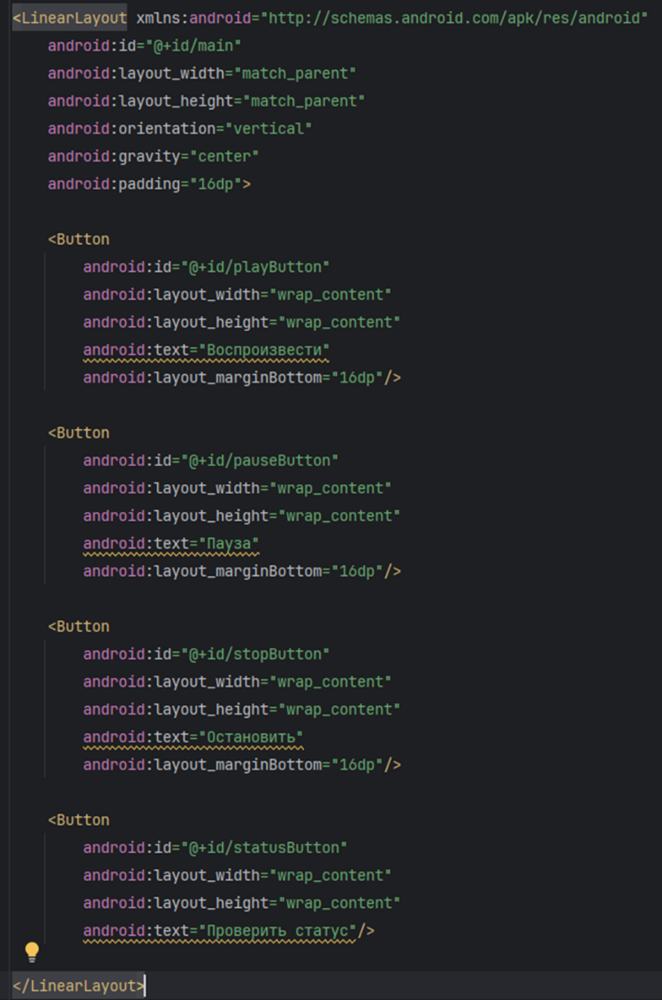 <LinearLayout xmlns:android="http://schemas.android.com/apk/res/android"
    android:id="@+id/main"
    android:layout_width="match_parent"
    android:layout_height="match_parent"
    android:orientation="vertical"
    android:gravity="center"
    android:padding="16dp">

    <Button
        android:id="@+id/playButton"
        android:layout_width="wrap_content"
        android:layout_height="wrap_content"
        android:text="Воспроизвести"
        android:layout_marginBottom="16dp"/>

    <Button
        android:id="@+id/pauseButton"
        android:layout_width="wrap_content"
        android:layout_height="wrap_content"
        android:text="Пауза"
        android:layout_marginBottom="16dp"/>

    <Button
        android:id="@+id/stopButton"
        android:layout_width="wrap_content"
        android:layout_height="wrap_content"
        android:text="Остановить"
        android:layout_marginBottom="16dp"/>

    <Button
        android:id="@+id/statusButton"
        android:layout_width="wrap_content"
        android:layout_height="wrap_content"
        android:text="Проверить статус"/>

</LinearLayout>